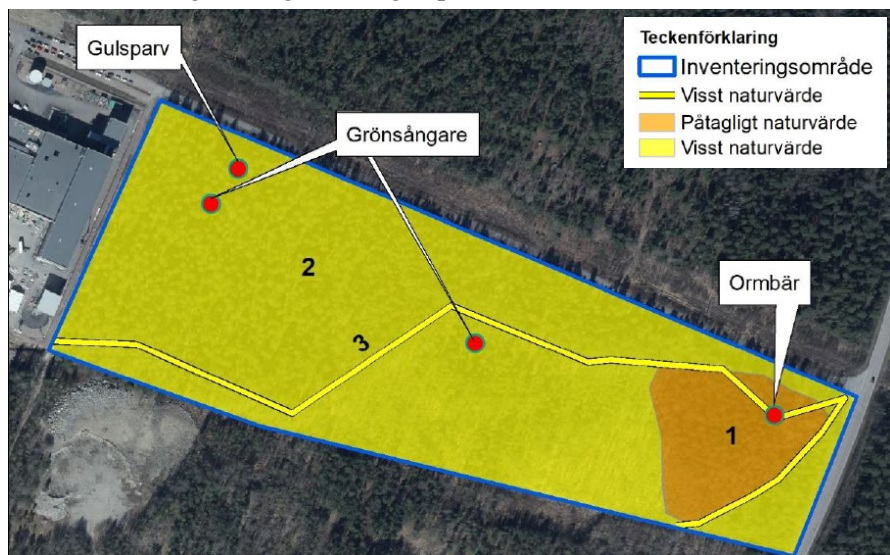 Gulsparv
Grönsångare
Ormbär
Teckenförklaring
Inventeringsområde
Visst naturvärde
Påtagligt naturvärde
Visst naturvärde
2
3
1